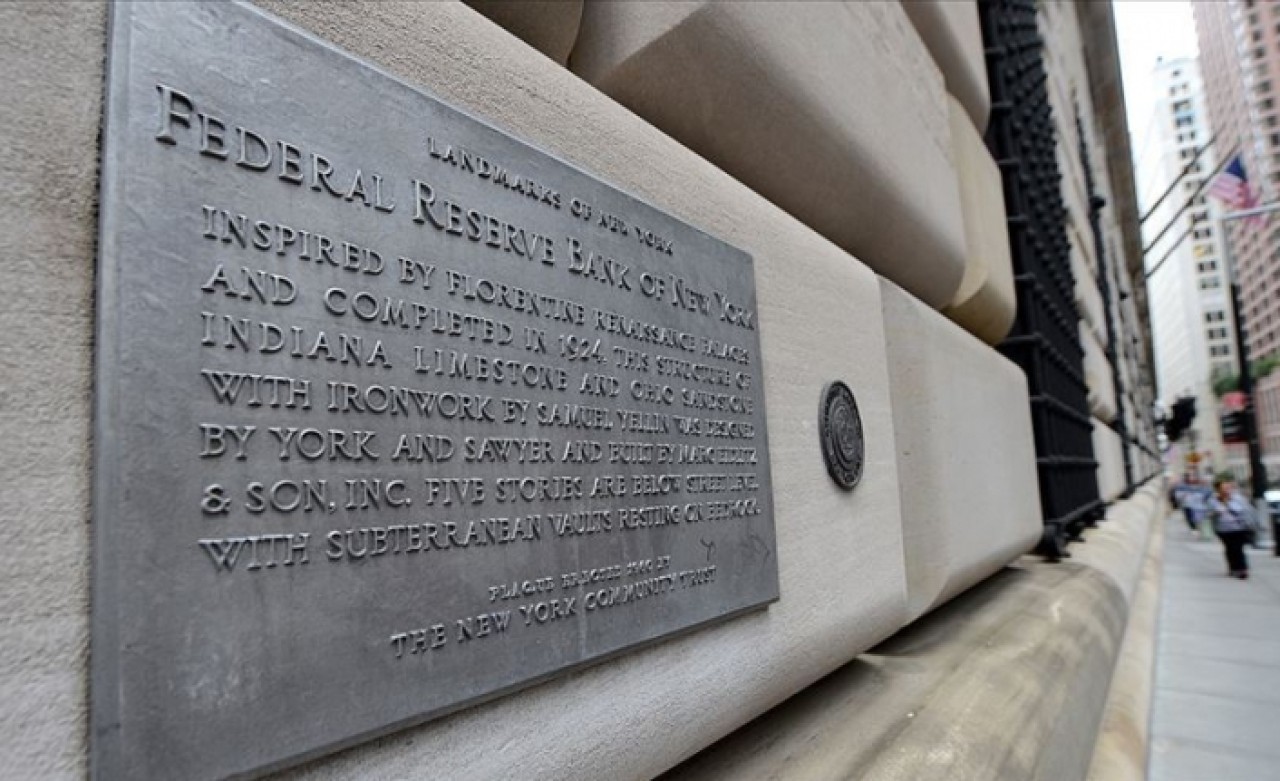 LANDMARKS OF NEW YORK
FEDERAL RESERVE BANK OF NEW YORK
INSPIRED BY FLORENTINE RENAISSANCE PALACES
AND COMPLETED IN 1924, THIS STRUCTURE OF
INDIANA LIMESTONE AND OHIO SANDSTONE
WITH IRONWORK BY SAMUEL YELLIN WAS DESIGNED
BY YORK AND SAWYER AND BUILT BY MARC EIDLITZ
& SON, INC. FIVE STORIES ARE BELOW STREET LEVEL
WITH SUBTERRANEAN VAULTS RESTING ON BEDROCK.
PLAQUE ERECTED BY
THE NEW YORK COMMUNITY TRUST